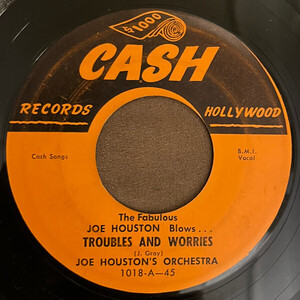 $1000
CASH
RECORDS HOLLYWOOD
Cash Songs B.M.I.
Vocal
The Fabulous
JOE HOUSTON Blows...
TROUBLES AND WORRIES
(J. Gray)
JOE HOUSTON'S ORCHESTRA
1018-A-45